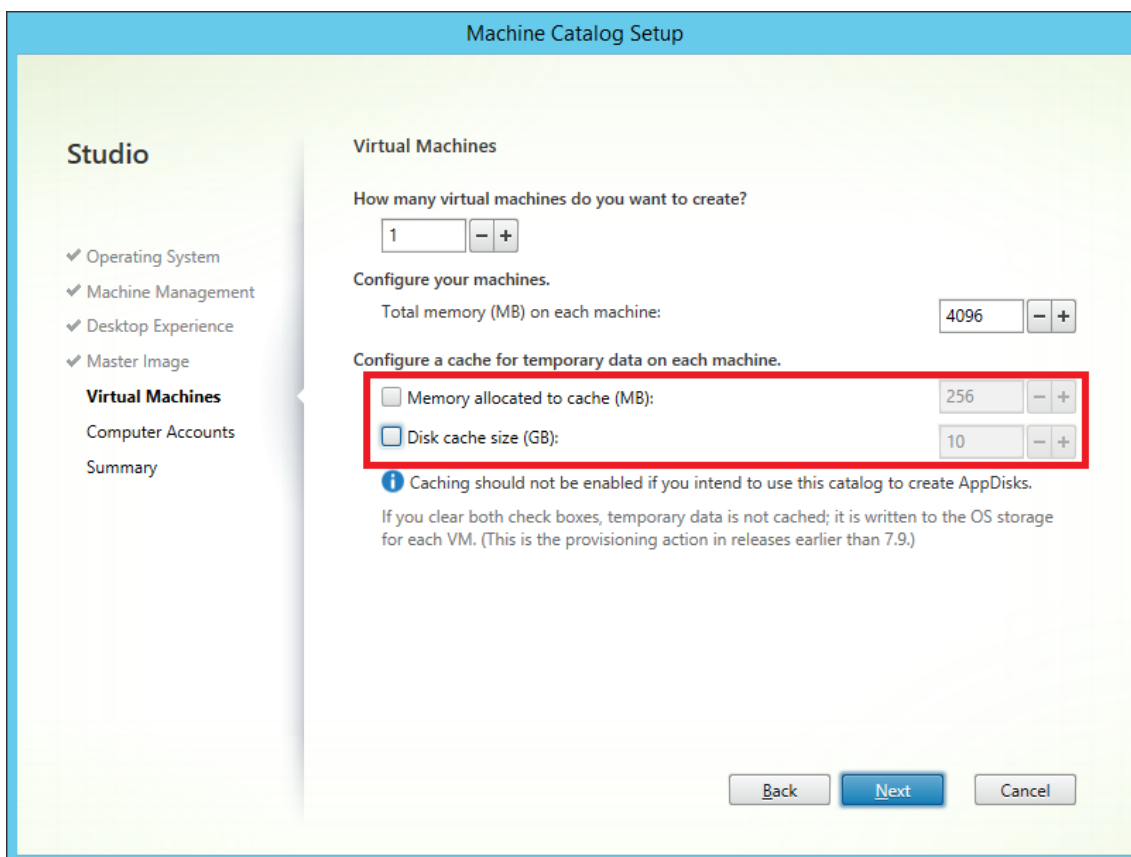 Machine Catalog Setup
Studio
✔ Operating System
✔ Machine Management
✔ Desktop Experience
✔ Master Image
Virtual Machines
Computer Accounts
Summary
Virtual Machines
How many virtual machines do you want to create?
1 − +
Configure your machines.
Total memory (MB) on each machine: 4096 − +
Configure a cache for temporary data on each machine.
Memory allocated to cache (MB): 256 − +
Disk cache size (GB): 10 − +
i Caching should not be enabled if you intend to use this catalog to create AppDisks.
If you clear both check boxes, temporary data is not cached; it is written to the OS storage
for each VM. (This is the provisioning action in releases earlier than 7.9.)
Back Next Cancel